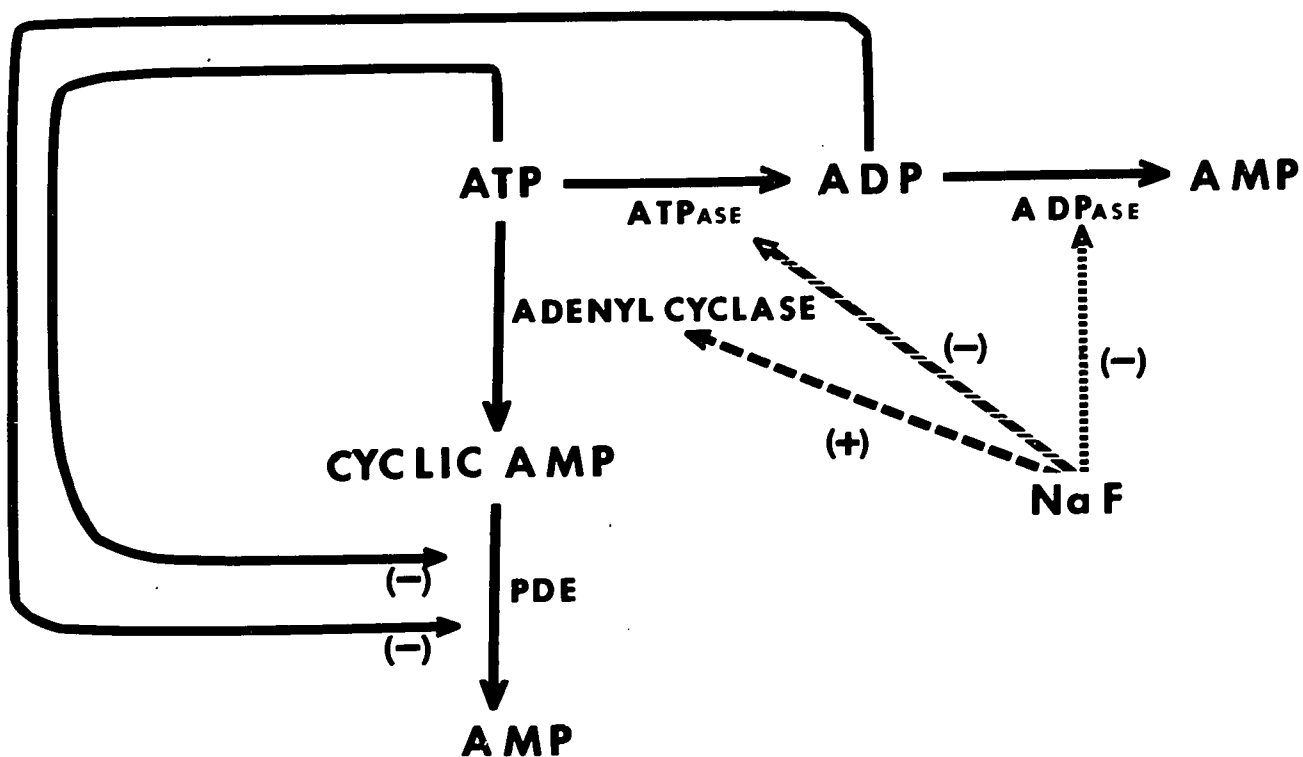 ATP
ADP
AMP
ATPASE
ADPASE
ADENYL CYCLASE
(-)
(-)
(+)
CYCLIC AMP
NaF
(-)
PDE
(-)
AMP